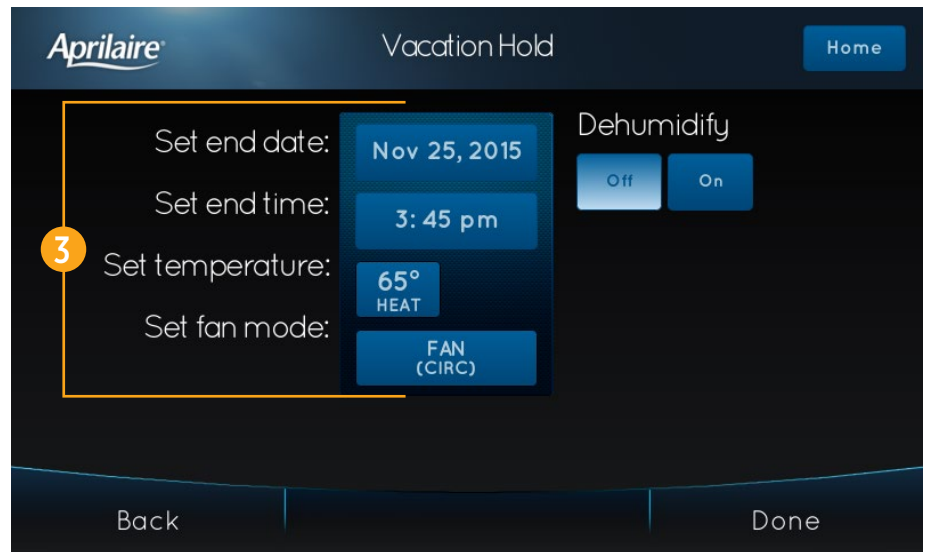 Aprilaire
Vacation Hold
Home
3
Set end date:
Nov 25, 2015
Set end time:
3:45 pm
Set temperature:
65°
HEAT
Set fan mode:
FAN
(CIRC)
Dehumidify
Off
On
Back
Done